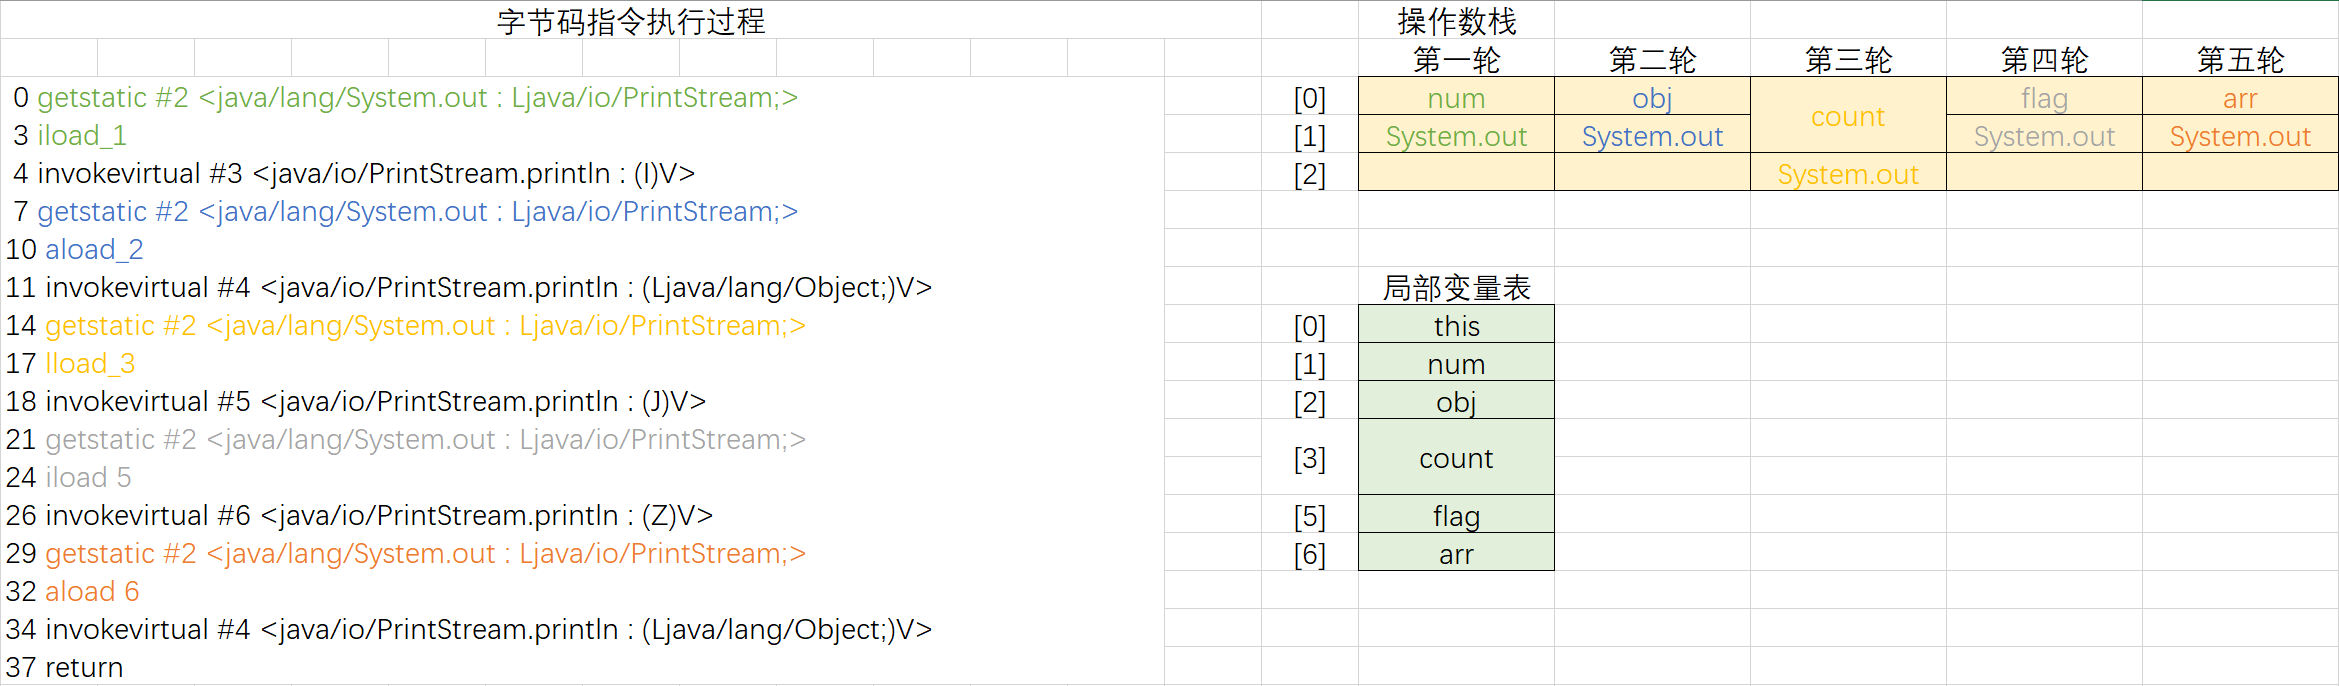 字节码指令执行过程
0 getstatic #2 <java/lang/System.out : Ljava/io/PrintStream;>
3 iload_1
4 invokevirtual #3 <java/io/PrintStream.println : (I)V>
7 getstatic #2 <java/lang/System.out : Ljava/io/PrintStream;>
10 aload_2
11 invokevirtual #4 <java/io/PrintStream.println : (Ljava/lang/Object;)V>
14 getstatic #2 <java/lang/System.out : Ljava/io/PrintStream;>
17 lload_3
18 invokevirtual #5 <java/io/PrintStream.println : (J)V>
21 getstatic #2 <java/lang/System.out : Ljava/io/PrintStream;>
24 iload 5
26 invokevirtual #6 <java/io/PrintStream.println : (Z)V>
29 getstatic #2 <java/lang/System.out : Ljava/io/PrintStream;>
32 aload 6
34 invokevirtual #4 <java/io/PrintStream.println : (Ljava/lang/Object;)V>
37 return
操作数栈
第一轮 第二轮 第三轮 第四轮 第五轮
[0] num obj count flag arr
[1] System.out System.out System.out System.out
[2] System.out
局部变量表
[0] this
[1] num
[2] obj
[3] count
[5] flag
[6] arr